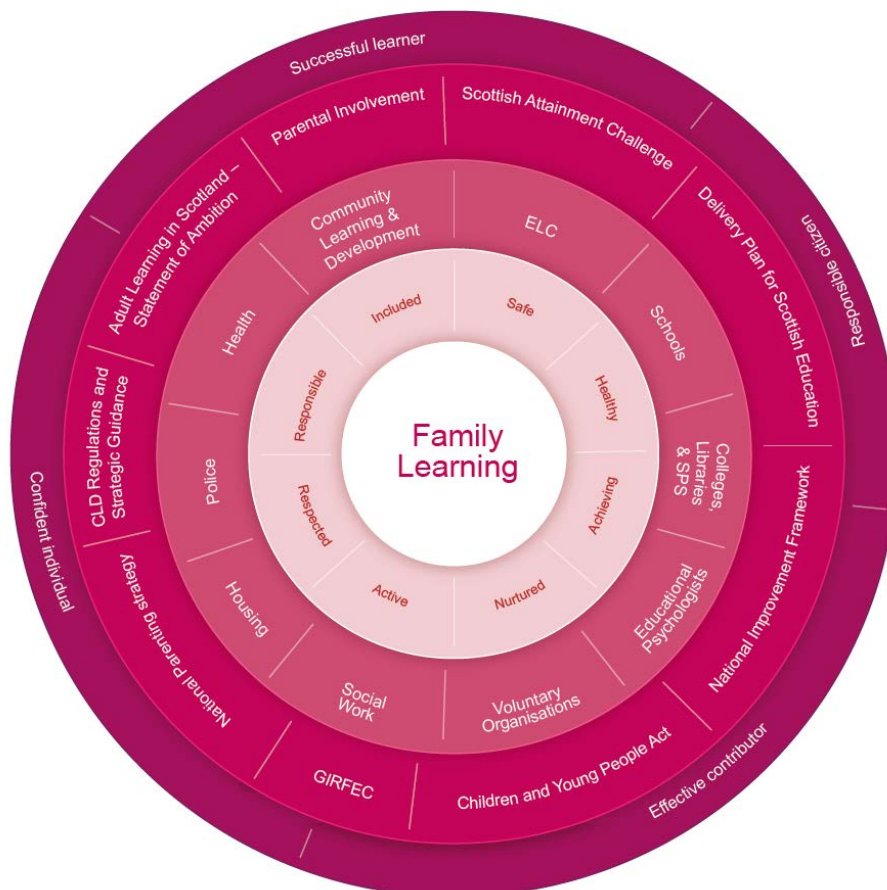 Successful learner
Responsible citizen
Effective contributor
Confident individual
Parental Involvement
Scottish Attainment Challenge
Delivery Plan for Scottish Education
National Improvement Framework
Children and Young People Act
GIRFEC
National Parenting strategy
CLD Regulations and
Strategic Guidance
Adult Learning in Scotland –
Statement of Ambition
Community
Learning &
Development
ELC
Schools
Colleges,
Libraries
& SPS
Educational
Psychologists
Voluntary
Organisations
Social
Work
Housing
Police
Health
Included
Safe
Healthy
Achieving
Nurtured
Active
Respected
Responsible
Family
Learning